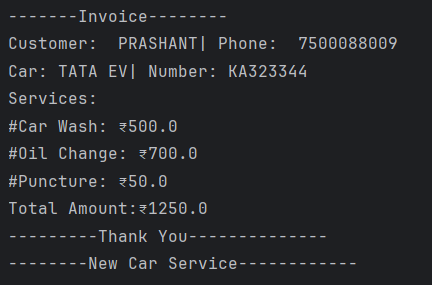 -------Invoice--------
Customer:  PRASHANT| Phone:  7500088009
Car: TATA EV| Number: KA323344
Services:
#Car Wash: ₹500.0
#Oil Change: ₹700.0
#Puncture: ₹50.0
Total Amount:₹1250.0
---------Thank You--------------
--------New Car Service------------